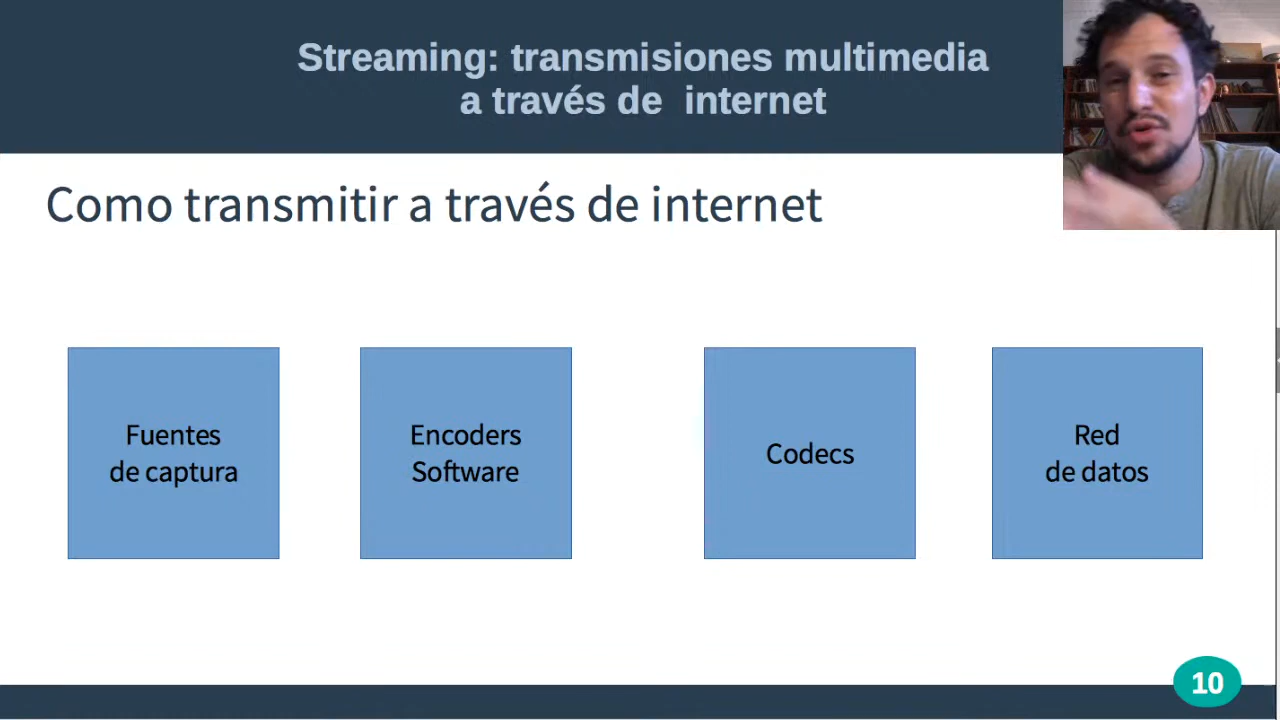 Streaming: transmisiones multimedia
a través de internet
Como transmitir a través de internet
Fuentes
de captura
Encoders
Software
Codecs
Red
de datos
10